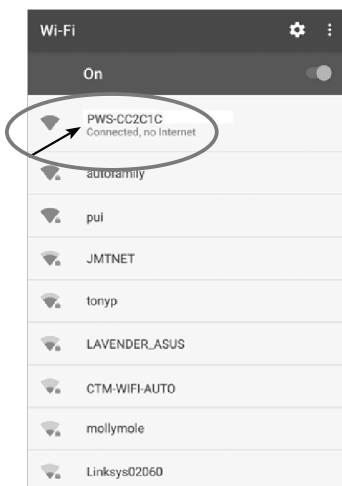 Wi-Fi
On
PWS-CC2C1C
Connected, no Internet
autofamily
pui
JMTNET
tonyp
LAVENDER_ASUS
CTM-WIFI-AUTO
mollymole
Linksys02060